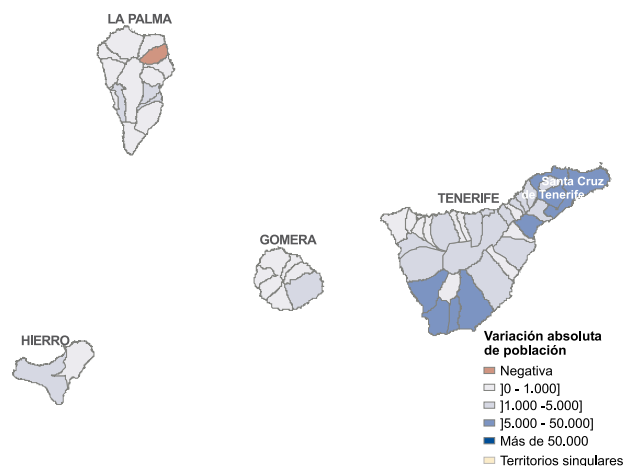 LA PALMA
Santa Cruz
de Tenerife
TENERIFE
GOMERA
HIERRO
Variación absoluta
de población
Negativa
]0 - 1.000]
]1.000 -5.000]
]5.000 - 50.000]
Más de 50.000
Territorios singulares